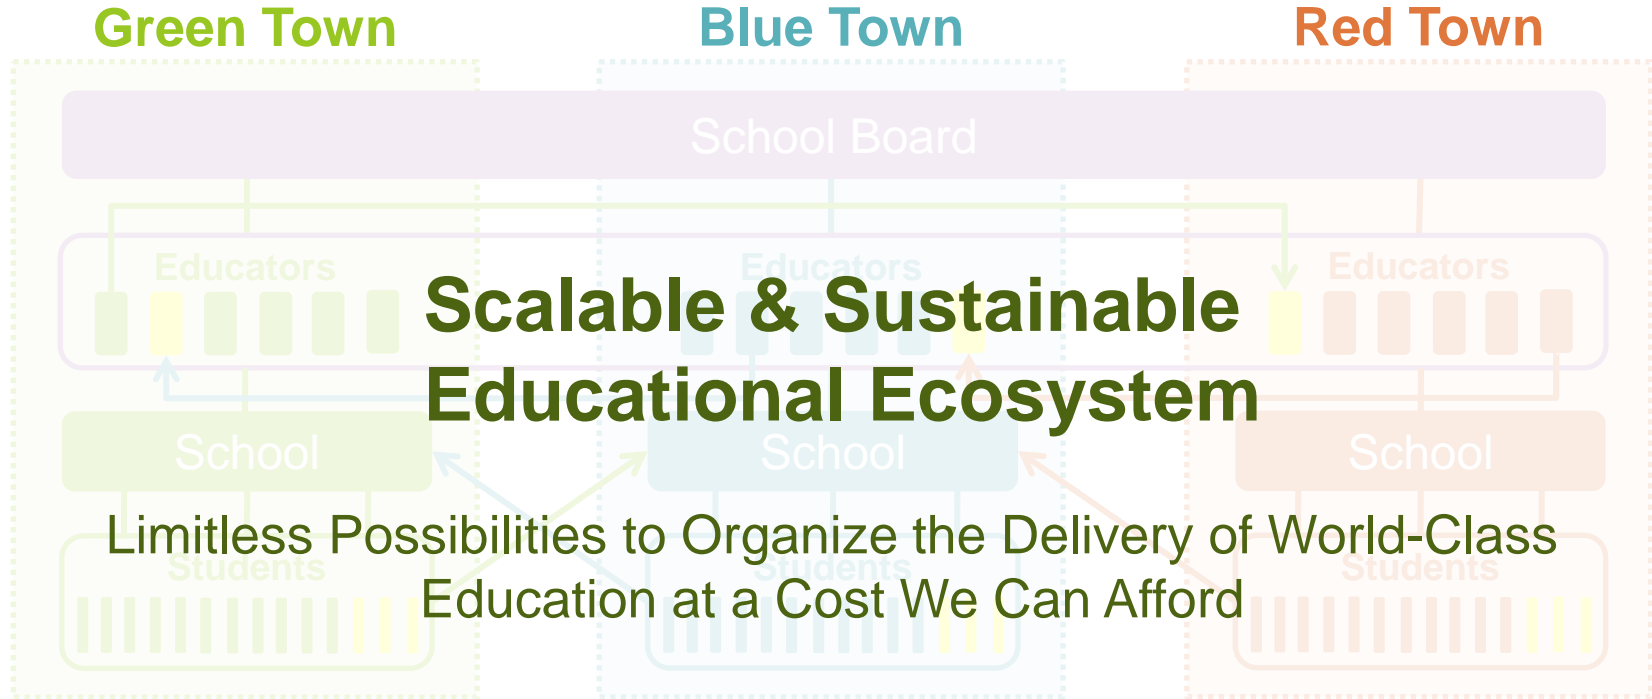 Green Town Blue Town Red Town
School Board
Educators Educators Educators
Scalable & Sustainable
Educational Ecosystem
School School School
Limitless Possibilities to Organize the Delivery of World-Class
Students Students Students
Education at a Cost We Can Afford